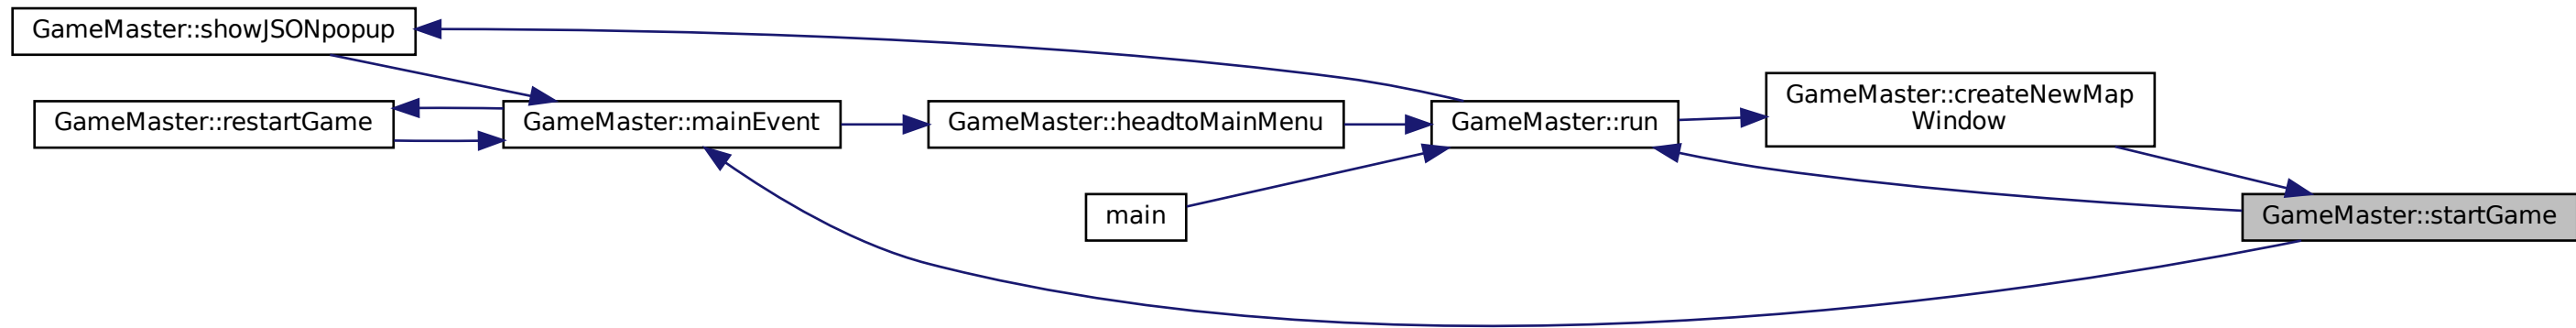 GameMaster::showJSONpopup
GameMaster::restartGame
GameMaster::mainEvent
GameMaster::headtoMainMenu
main
GameMaster::run
GameMaster::createNewMap
Window
GameMaster::startGame